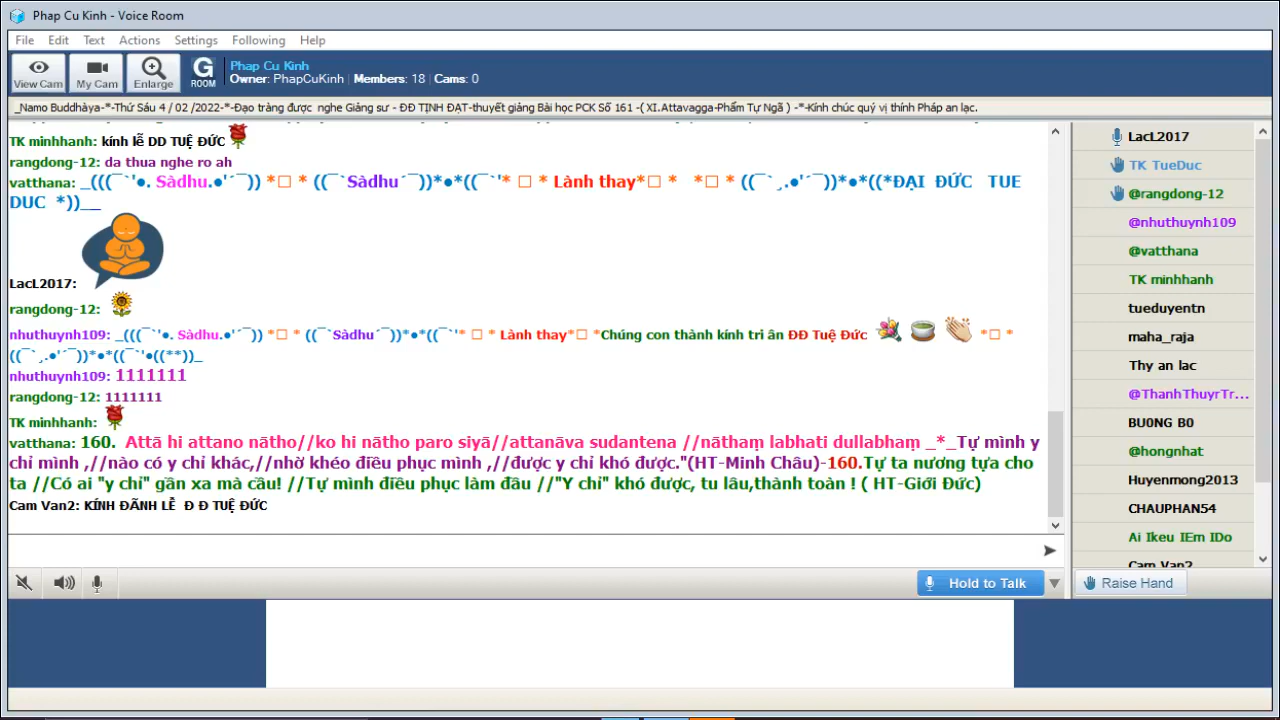 Phap Cu Kinh - Voice Room
File Edit Text Actions Settings Following Help
View Cam My Cam Enlarge G ROOM
Phap Cu Kinh
Owner: PhapCuKinh Members: 18 Cams: 0
_Namo Buddhàya-*-Thứ Sáu 4 / 02 /2022-*-Đạo tràng được nghe Giảng sư - ĐĐ TỊNH ĐẠT-thuyết giảng Bài học PCK Số 161 -( XI.Attavagga-Phẩm Tự Ngã ) -*-Kính chúc quý vị thính Pháp an lạc.
TK minhhanh: kính lễ DD TUỆ ĐỨC
rangdong-12: da thua nghe ro ah
vatthana: _(((¯`'●. Sàdhu.●'´¯)) *□ * ((¯`Sàdhu´¯))*●*((¯`'* □ * Lành thay*□ * *□ * ((¯`¸.●'´¯))*●*((*ĐẠI ĐỨC TUE
DUC *))__
LacL2017:
rangdong-12:
nhuthuynh109: _(((¯`'●. Sàdhu.●'´¯)) *□ * ((¯`Sàdhu´¯))*●*((¯`'* □ * Lành thay*□ *Chúng con thành kính tri ân ĐĐ Tuệ Đức *□ *
((¯`¸.●'´¯))*●*((¯`'●((**))_
nhuthuynh109: 1111111
rangdong-12: 1111111
TK minhhanh:
vatthana: 160. Attā hi attano nātho//ko hi nātho paro siyā//attanāva sudantena //nāthaṃ labhati dullabhaṃ _*_Tự mình y
chỉ mình ,//nào có y chỉ khác,//nhờ khéo điều phục mình ,//được y chỉ khó được."(HT-Minh Châu)-160.Tự ta nương tựa cho
ta //Có ai "y chỉ" gần xa mà cầu! //Tự mình điều phục làm đầu //"Y chỉ" khó được, tu lâu,thành toàn ! ( HT-Giới Đức)
Cam Van2: KÍNH ĐÃNH LỄ Đ Đ TUỆ ĐỨC
Hold to Talk
LacL2017
TK TueDuc
@rangdong-12
@nhuthuynh109
@vatthana
TK minhhanh
tueduyentn
maha_raja
Thy an lac
@ThanhThuyrTr...
BU0NG B0
@hongnhat
Huyenmong2013
CHAUPHAN54
Ai Ikeu IEm IDo
Cam Van2
Raise Hand